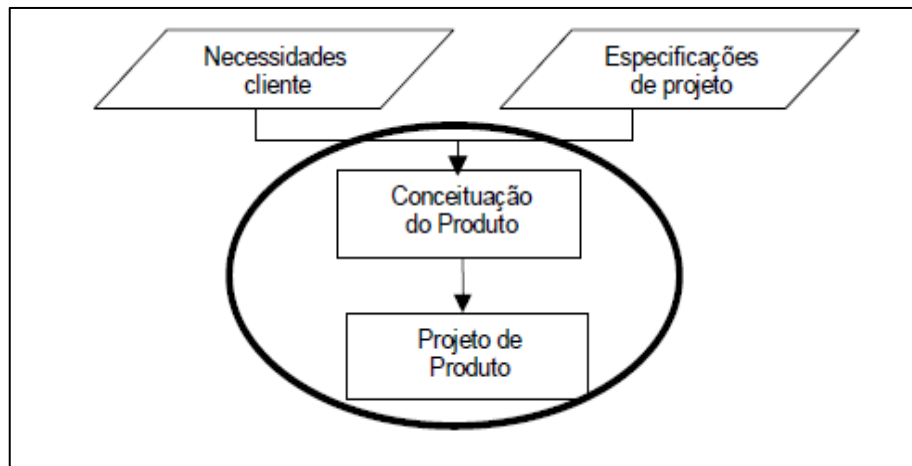 Necessidades
cliente
Especificações
de projeto
Conceituação
do Produto
Projeto de
Produto